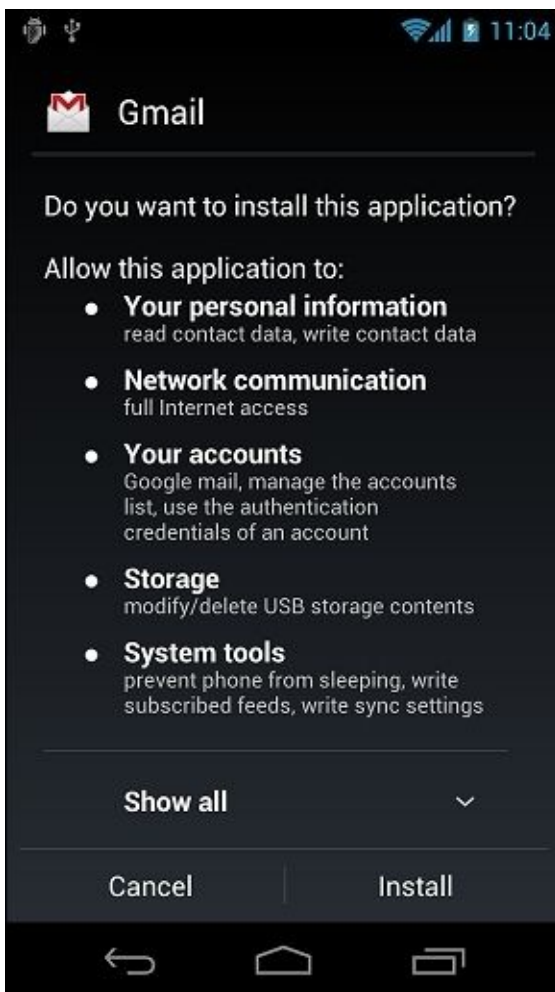 11:04
Gmail
Do you want to install this application?
Allow this application to:
Your personal information
read contact data, write contact data
Network communication
full Internet access
Your accounts
Google mail, manage the accounts
list, use the authentication
credentials of an account
Storage
modify/delete USB storage contents
System tools
prevent phone from sleeping, write
subscribed feeds, write sync settings
Show all
Cancel Install